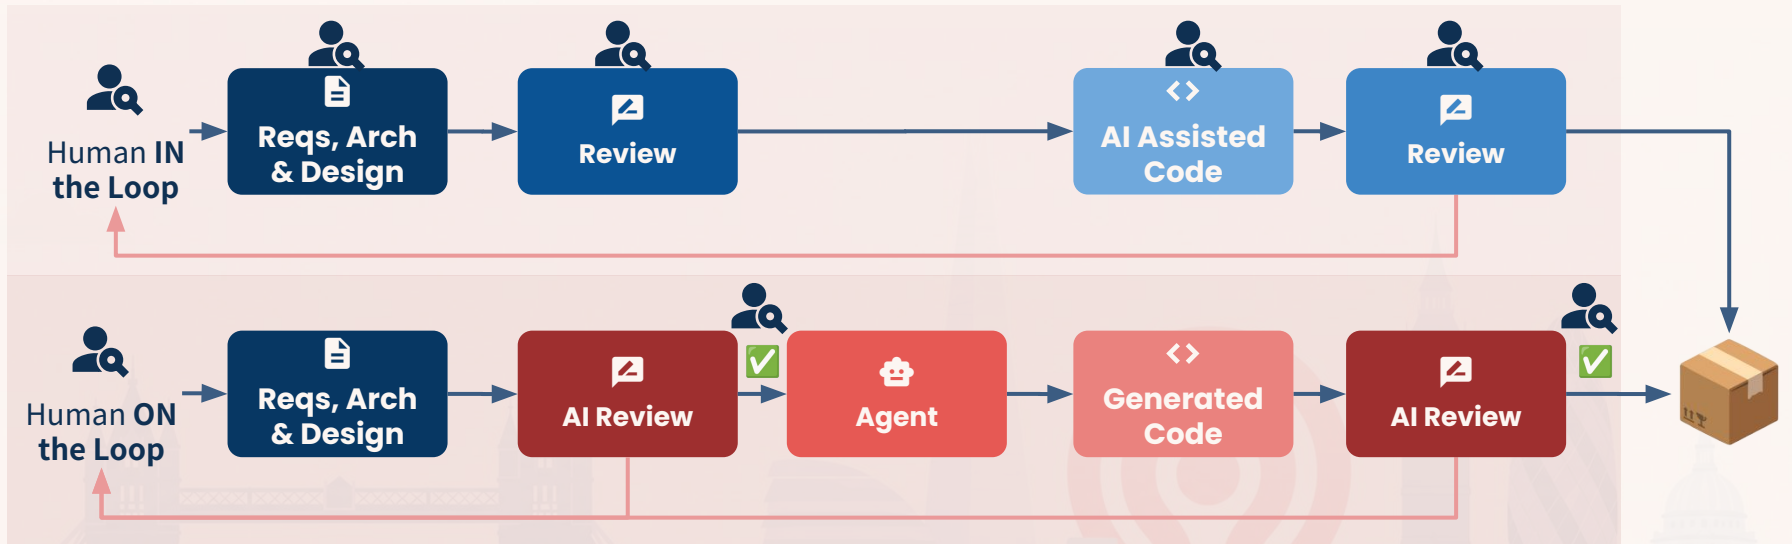 Human IN
the Loop
Reqs, Arch
& Design
Review
AI Assisted
Code
Review
Human ON
the Loop
Reqs, Arch
& Design
AI Review
Agent
Generated
Code
AI Review